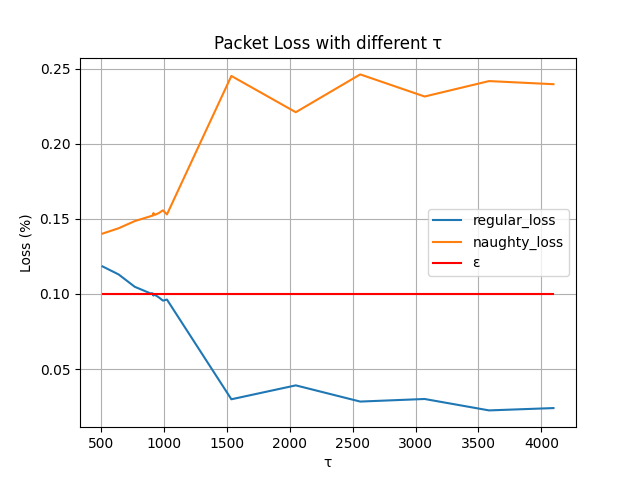 Packet Loss with different τ
Loss (%)
0.25
0.20
0.15
0.10
0.05
regular_loss
naughty_loss
ε
500 1000 1500 2000 2500 3000 3500 4000
τ